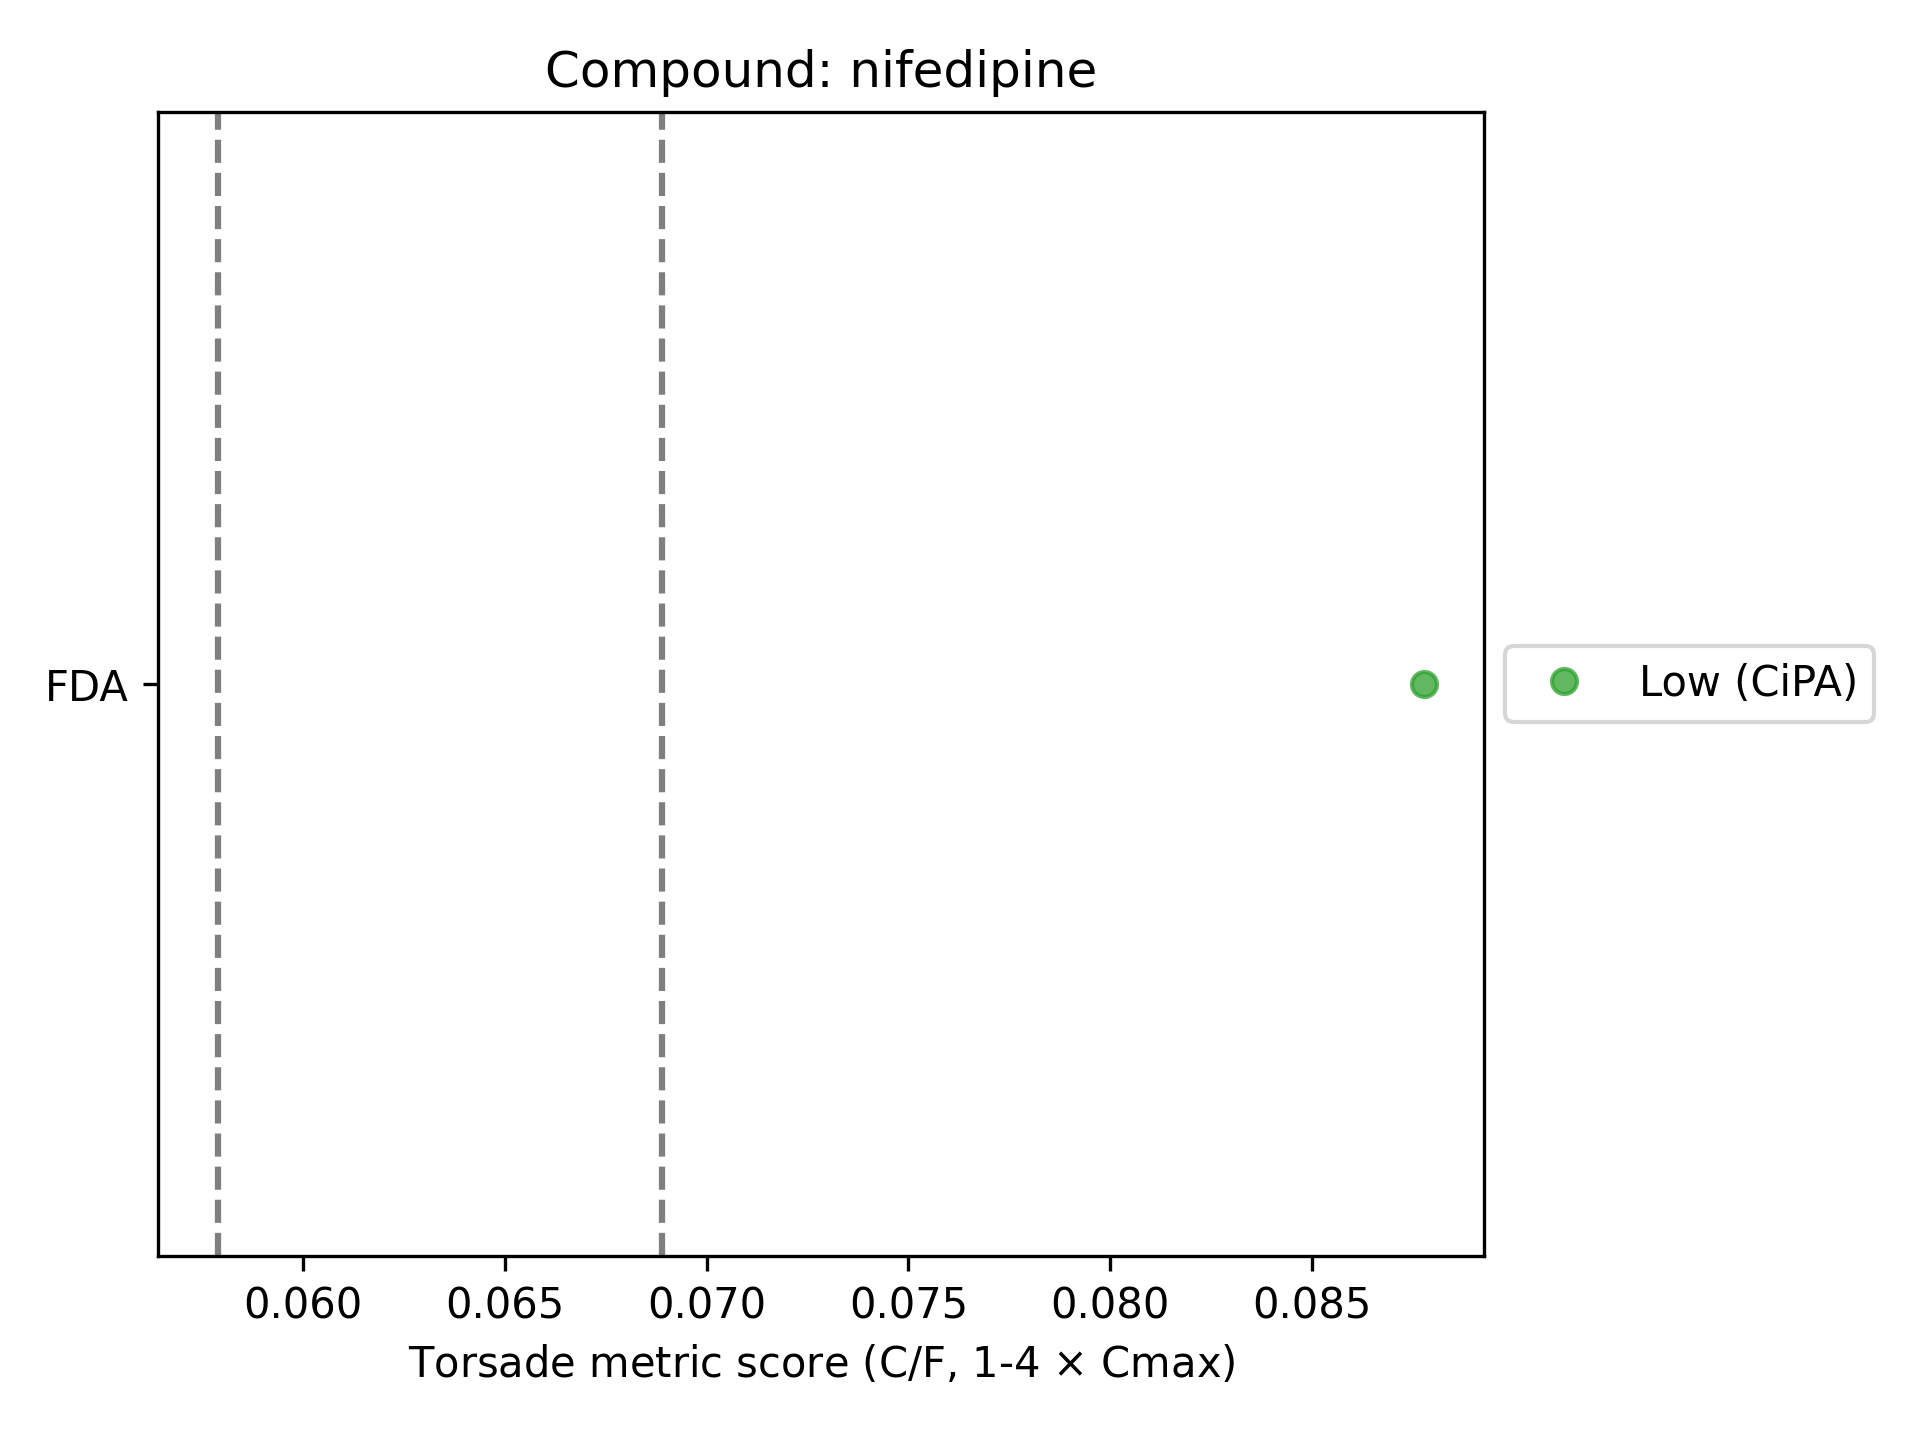 Compound: nifedipine
FDA
Low (CiPA)
0.060 0.065 0.070 0.075 0.080 0.085
Torsade metric score (C/F, 1-4 × Cmax)